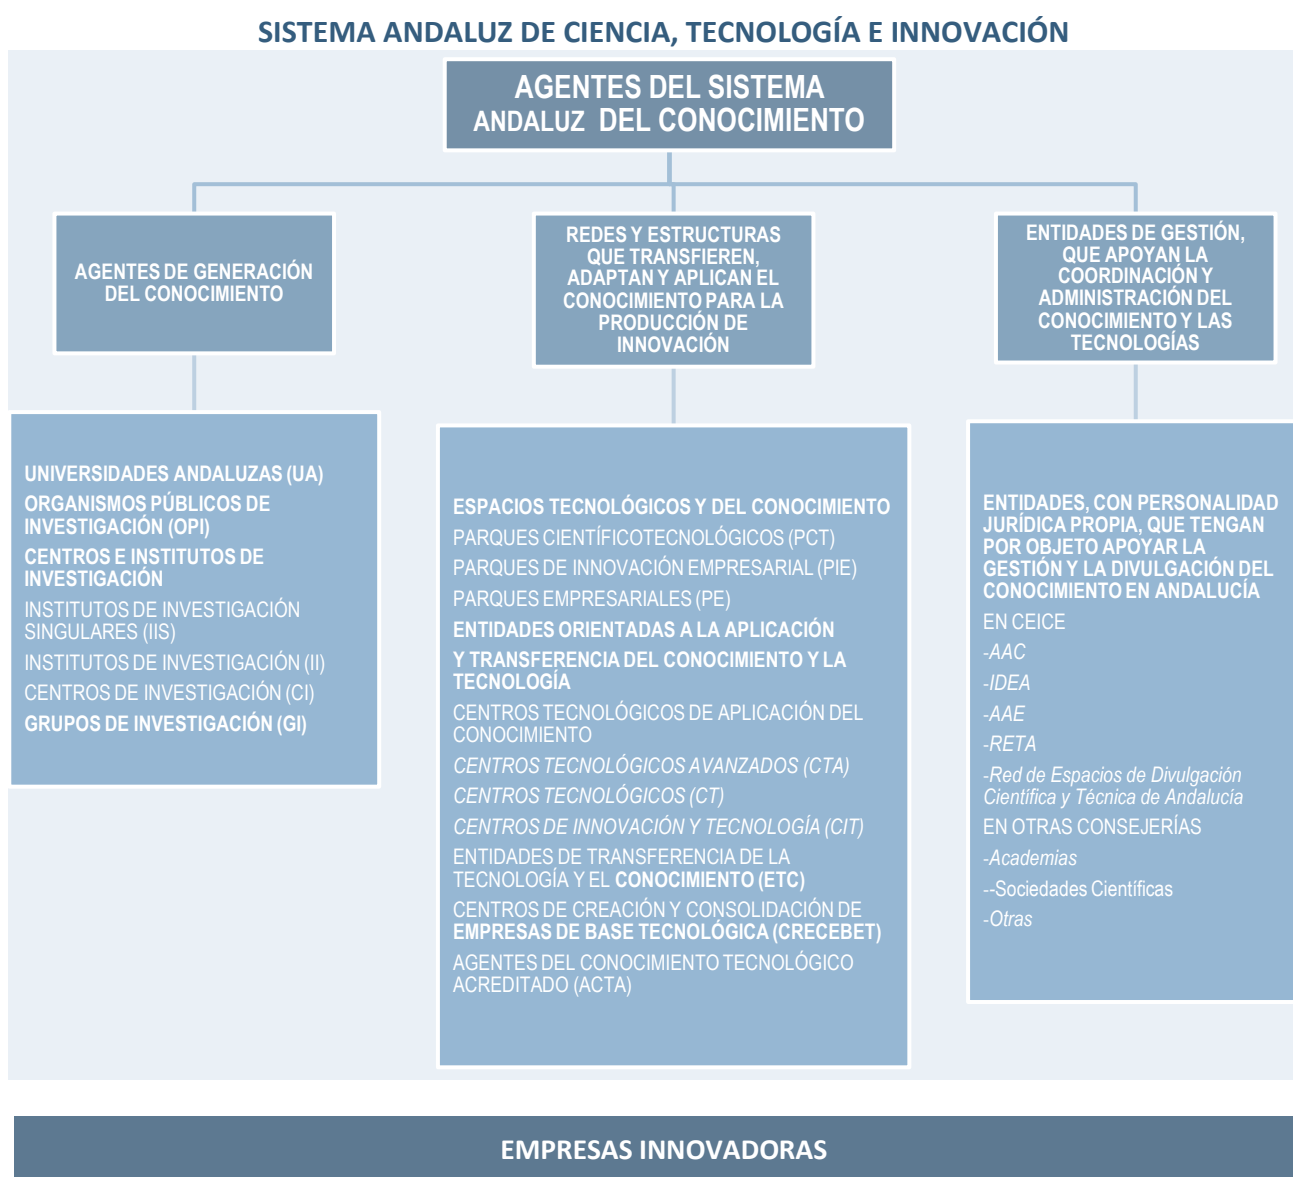 SISTEMA ANDALUZ DE CIENCIA, TECNOLOGÍA E INNOVACIÓN
AGENTES DEL SISTEMA
ANDALUZ DEL CONOCIMIENTO
AGENTES DE GENERACIÓN
DEL CONOCIMIENTO
REDES Y ESTRUCTURAS
QUE TRANSFIEREN,
ADAPTAN Y APLICAN EL
CONOCIMIENTO PARA LA
PRODUCCIÓN DE
INNOVACIÓN
ENTIDADES DE GESTIÓN,
QUE APOYAN LA
COORDINACIÓN Y
ADMINISTRACIÓN DEL
CONOCIMIENTO Y LAS
TECNOLOGÍAS
UNIVERSIDADES ANDALUZAS (UA)
ORGANISMOS PÚBLICOS DE
INVESTIGACIÓN (OPI)
CENTROS E INSTITUTOS DE
INVESTIGACIÓN
INSTITUTOS DE INVESTIGACIÓN
SINGULARES (IIS)
INSTITUTOS DE INVESTIGACIÓN (II)
CENTROS DE INVESTIGACIÓN (CI)
GRUPOS DE INVESTIGACIÓN (GI)
ESPACIOS TECNOLÓGICOS Y DEL CONOCIMIENTO
PARQUES CIENTÍFICOTECNOLÓGICOS (PCT)
PARQUES DE INNOVACIÓN EMPRESARIAL (PIE)
PARQUES EMPRESARIALES (PE)
ENTIDADES ORIENTADAS A LA APLICACIÓN
Y TRANSFERENCIA DEL CONOCIMIENTO Y LA
TECNOLOGÍA
CENTROS TECNOLÓGICOS DE APLICACIÓN DEL
CONOCIMIENTO
CENTROS TECNOLÓGICOS AVANZADOS (CTA)
CENTROS TECNOLÓGICOS (CT)
CENTROS DE INNOVACIÓN Y TECNOLOGÍA (CIT)
ENTIDADES DE TRANSFERENCIA DE LA
TECNOLOGÍA Y EL CONOCIMIENTO (ETC)
CENTROS DE CREACIÓN Y CONSOLIDACIÓN DE
EMPRESAS DE BASE TECNOLÓGICA (CRECEBET)
AGENTES DEL CONOCIMIENTO TECNOLÓGICO
ACREDITADO (ACTA)
ENTIDADES, CON PERSONALIDAD
JURÍDICA PROPIA, QUE TENGAN
POR OBJETO APOYAR LA
GESTIÓN Y LA DIVULGACIÓN DEL
CONOCIMIENTO EN ANDALUCÍA
EN CEICE
-AAC
-IDEA
-AAE
-RETA
-Red de Espacios de Divulgación
Científica y Técnica de Andalucía
EN OTRAS CONSEJERÍAS
-Academias
--Sociedades Científicas
-Otras
EMPRESAS INNOVADORAS